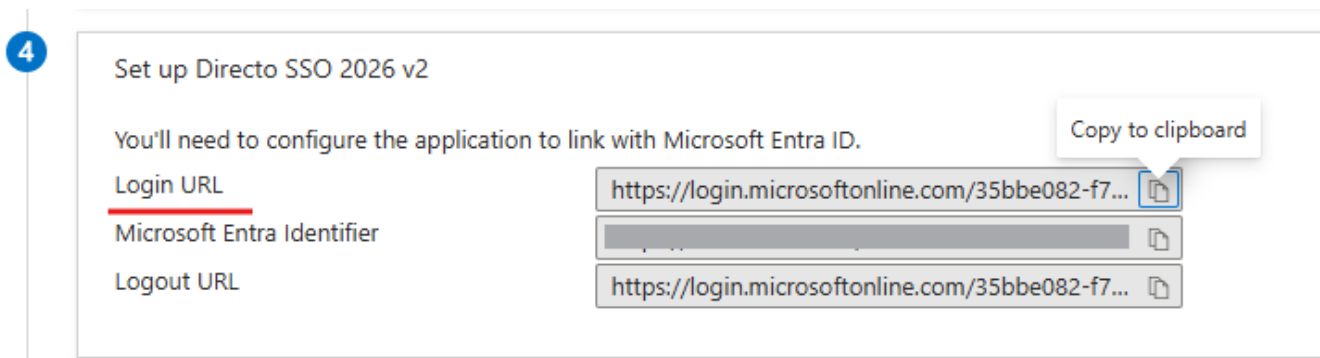 4
Set up Directo SSO 2026 v2
Copy to clipboard
You'll need to configure the application to link with Microsoft Entra ID.
Login URL https://login.microsoftonline.com/35bbe082-f7...
Microsoft Entra Identifier
Logout URL https://login.microsoftonline.com/35bbe082-f7...